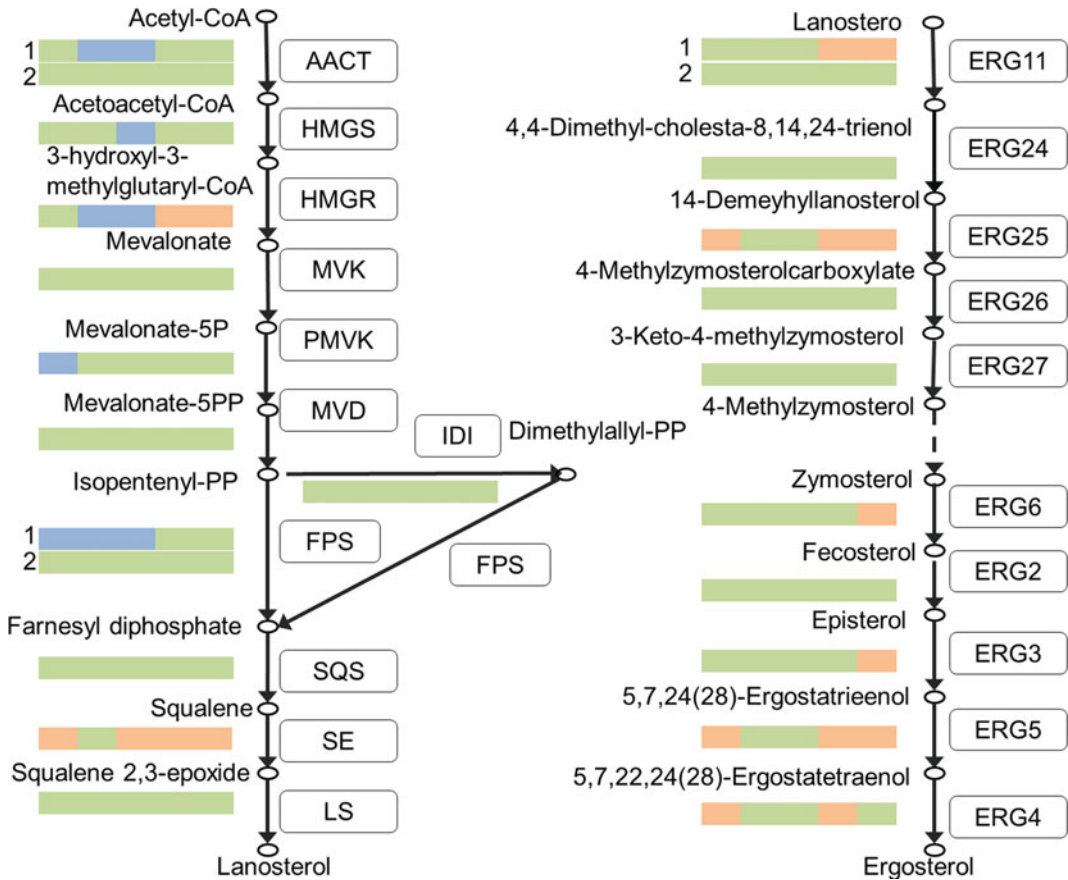 Acetyl-CoA
1
2
AACT
Acetoacetyl-CoA
HMGS
3-hydroxyl-3-
methylglutaryl-CoA
HMGR
Mevalonate
MVK
Mevalonate-5P
PMVK
Mevalonate-5PP
MVD
IDI
Dimethylallyl-PP
Isopentenyl-PP
1
2
FPS
FPS
Farnesyl diphosphate
SQS
Squalene
SE
Squalene 2,3-epoxide
LS
Lanosterol
Lanostero
1
2
ERG11
4,4-Dimethyl-cholesta-8,14,24-trienol
ERG24
14-Demeyhyllanosterol
ERG25
4-Methylzymosterolcarboxylate
ERG26
3-Keto-4-methylzymosterol
ERG27
4-Methylzymosterol
Zymosterol
ERG6
Fecosterol
ERG2
Episterol
ERG3
5,7,24(28)-Ergostatrieenol
ERG5
5,7,22,24(28)-Ergostatetraenol
ERG4
Ergosterol